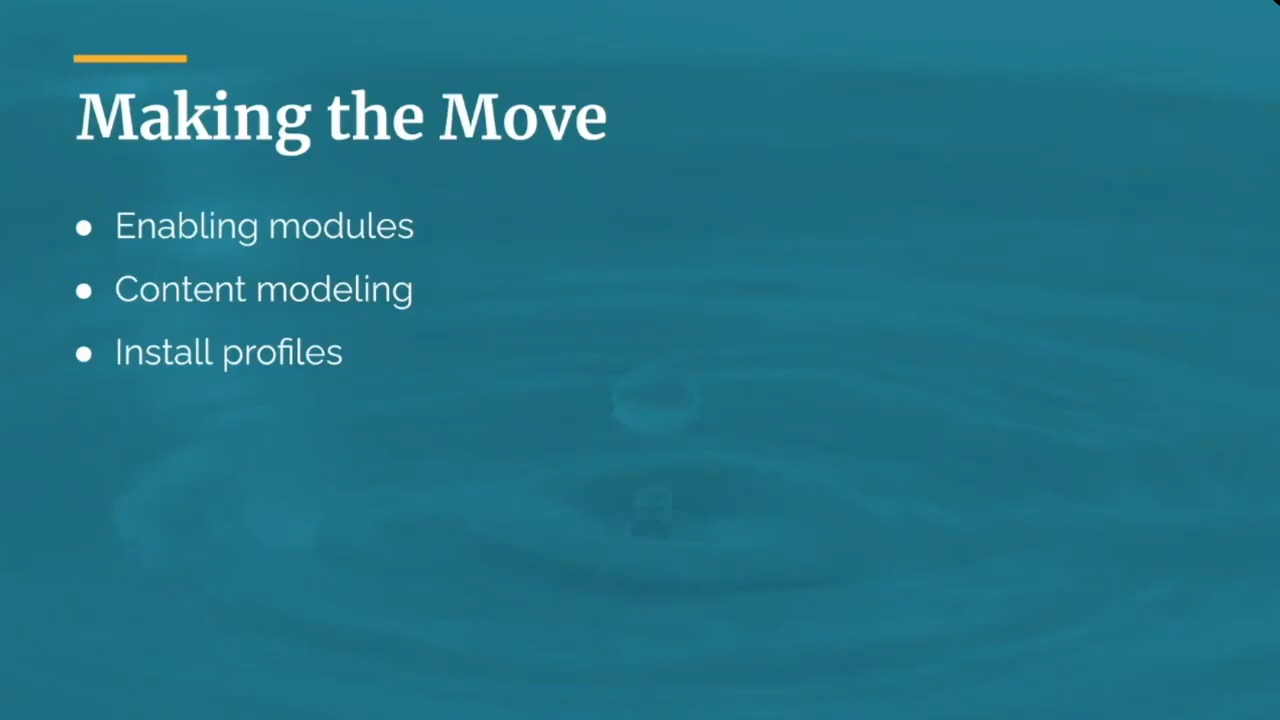 Making the Move
● Enabling modules
● Content modeling
● Install profiles